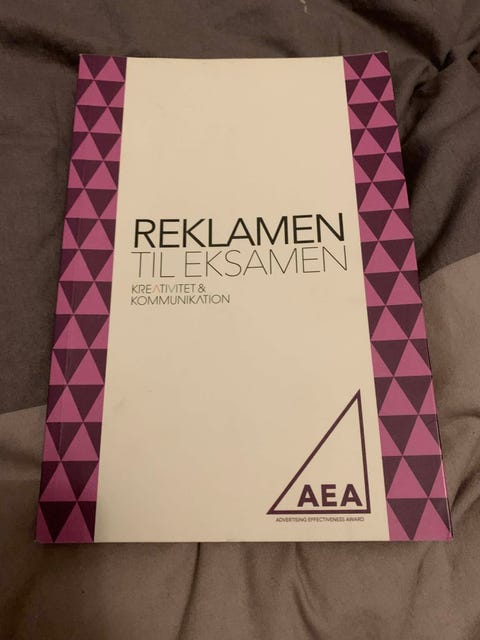 REKLAMEN
TIL EKSAMEN
KREATIVITET &
KOMMUNIKATION
AEA
ADVERTISING EFFECTIVENESS AWARD